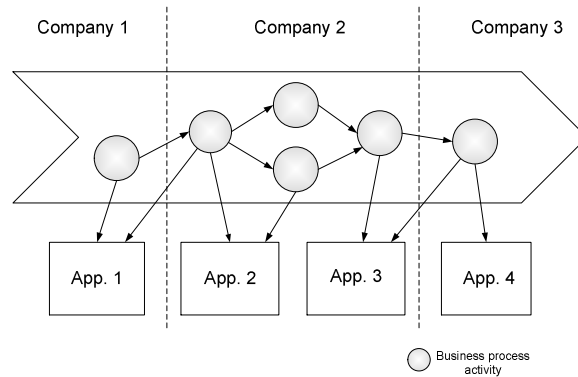 Company 1
Company 2
Company 3
App. 1
App. 2
App. 3
App. 4
Business process
activity